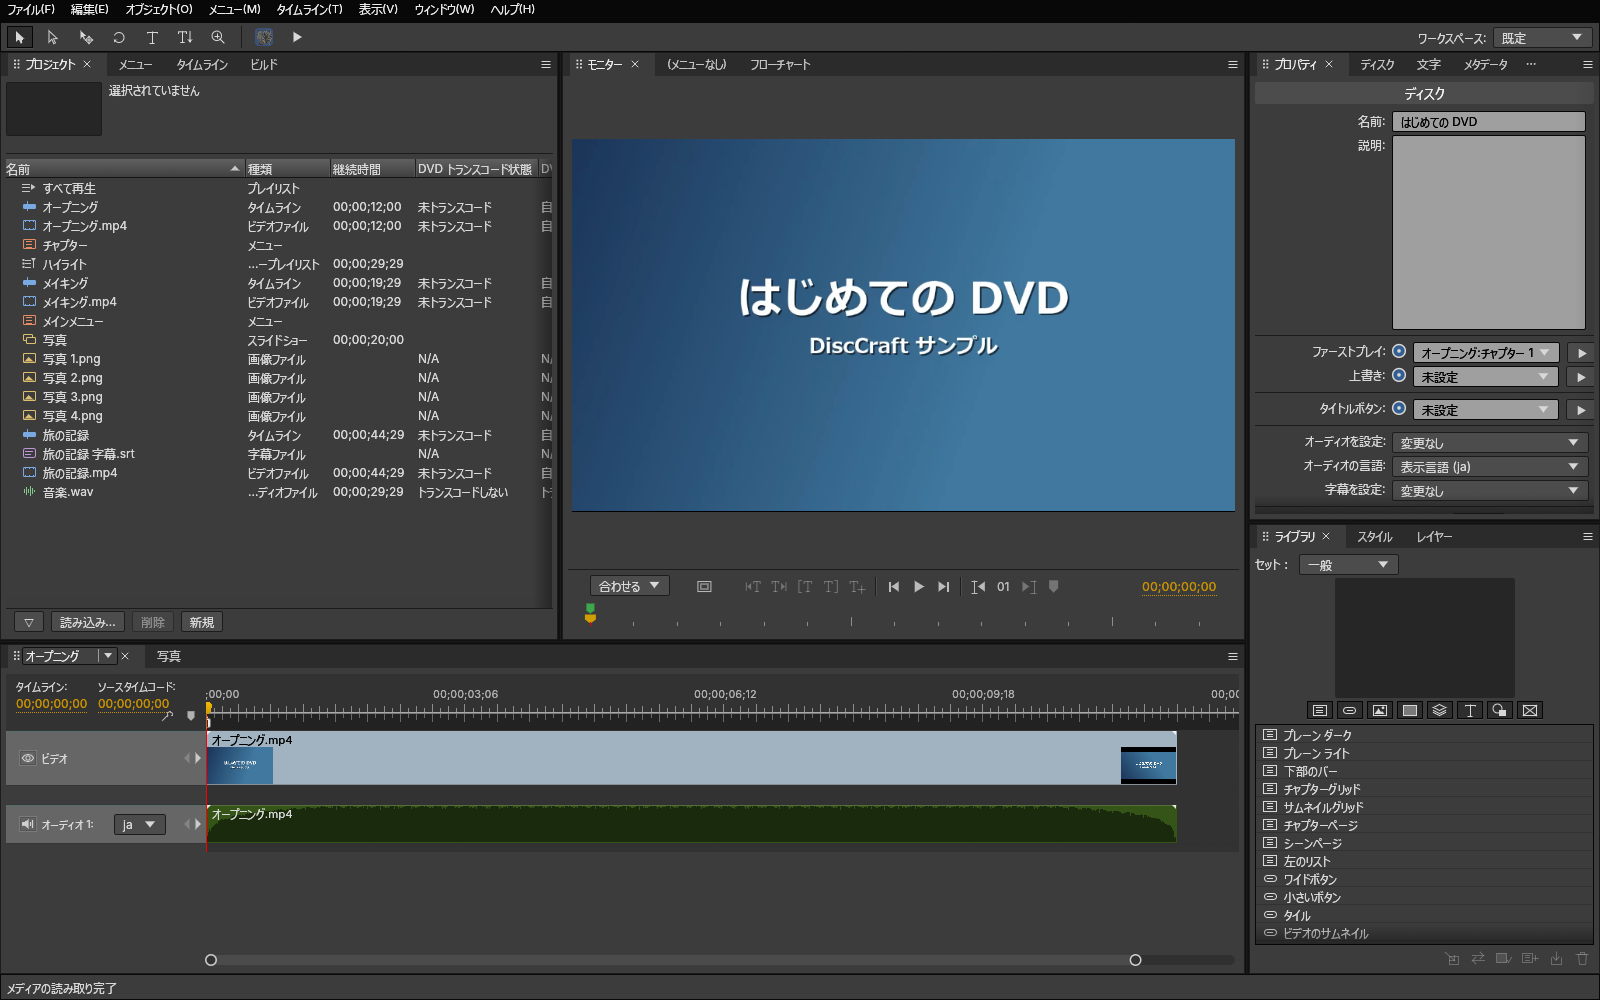 ファイル(F) 編集(E) オブジェクト(O) メニュー(M) タイムライン(T) 表示(V) ウィンドウ(W) ヘルプ(H)
ワークスペース: 既定
プロジェクト × メニュー タイムライン ビルド
選択されていません
名前 種類 継続時間 DVD トランスコード状態 DV
すべて再生 プレイリスト
オープニング タイムライン 00;00;12;00 未トランスコード 自
オープニング.mp4 ビデオファイル 00;00;12;00 未トランスコード 自
チャプター メニュー
ハイライト ...ープレイリスト 00;00;29;29
メイキング タイムライン 00;00;19;29 未トランスコード 自
メイキング.mp4 ビデオファイル 00;00;19;29 未トランスコード 自
メインメニュー メニュー
写真 スライドショー 00;00;20;00
写真 1.png 画像ファイル N/A N/
写真 2.png 画像ファイル N/A N/
写真 3.png 画像ファイル N/A N/
写真 4.png 画像ファイル N/A N/
旅の記録 タイムライン 00;00;44;29 未トランスコード 自
旅の記録 字幕.srt 字幕ファイル N/A N/
旅の記録.mp4 ビデオファイル 00;00;44;29 未トランスコード 自
音楽.wav ...ディオファイル 00;00;29;29 トランスコードしない ト
読み込み... 削除 新規
モニター × (メニューなし) フローチャート
はじめての DVD
DiscCraft サンプル
合わせる 01 00;00;00;00
プロパティ × ディスク 文字 メタデータ ...
ディスク
名前: はじめての DVD
説明:
ファーストプレイ: オープニング:チャプター 1
上書き: 未設定
タイトルボタン: 未設定
オーディオを設定: 変更なし
オーディオの言語: 表示言語 (ja)
字幕を設定: 変更なし
ライブラリ × スタイル レイヤー
セット: 一般
プレーン ダーク
プレーン ライト
下部のバー
チャプターグリッド
サムネイルグリッド
チャプターページ
シーンページ
左のリスト
ワイドボタン
小さいボタン
タイル
ビデオのサムネイル
オープニング × 写真
タイムライン: ソースタイムコード:
00;00;00;00 00;00;00;00
;00;00 00;00;03;06 00;00;06;12 00;00;09;18 00;00
ビデオ オープニング.mp4
はじめての DVD
オーディオ 1: ja オープニング.mp4
メディアの読み取り完了